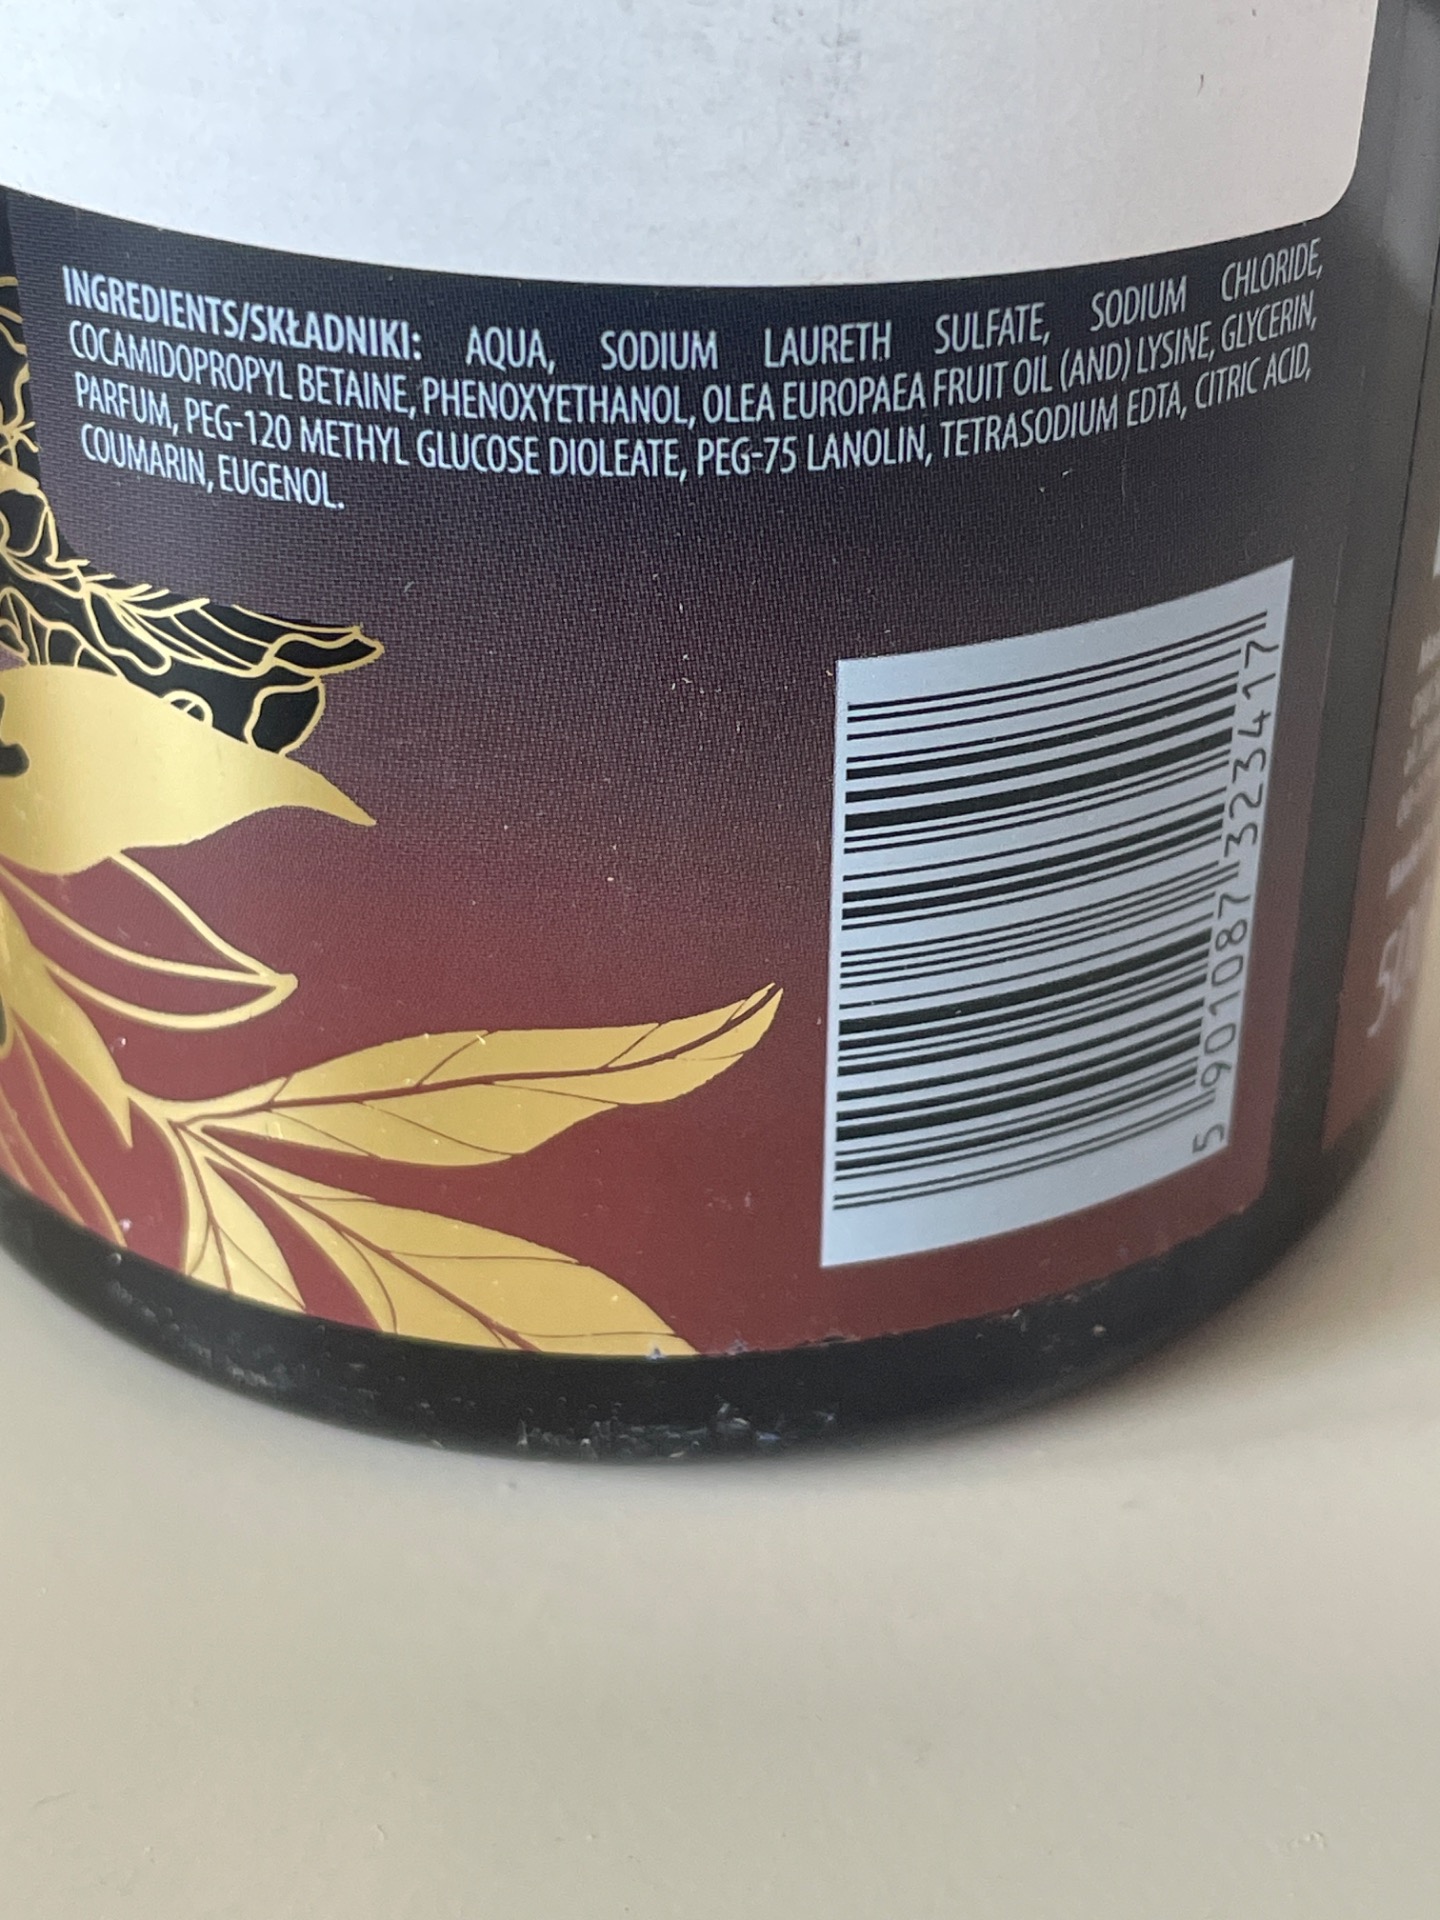 INGREDIENTS/SKŁADNIKI: AQUA, SODIUM LAURETH SULFATE, SODIUM CHLORIDE,
COCAMIDOPROPYL BETAINE, PHENOXYETHANOL, OLEA EUROPAEA FRUIT OIL (AND) LYSINE, GLYCERIN,
PARFUM, PEG-120 METHYL GLUCOSE DIOLEATE, PEG-75 LANOLIN, TETRASODIUM EDTA, CITRIC ACID,
COUMARIN, EUGENOL.
5 901087 323417